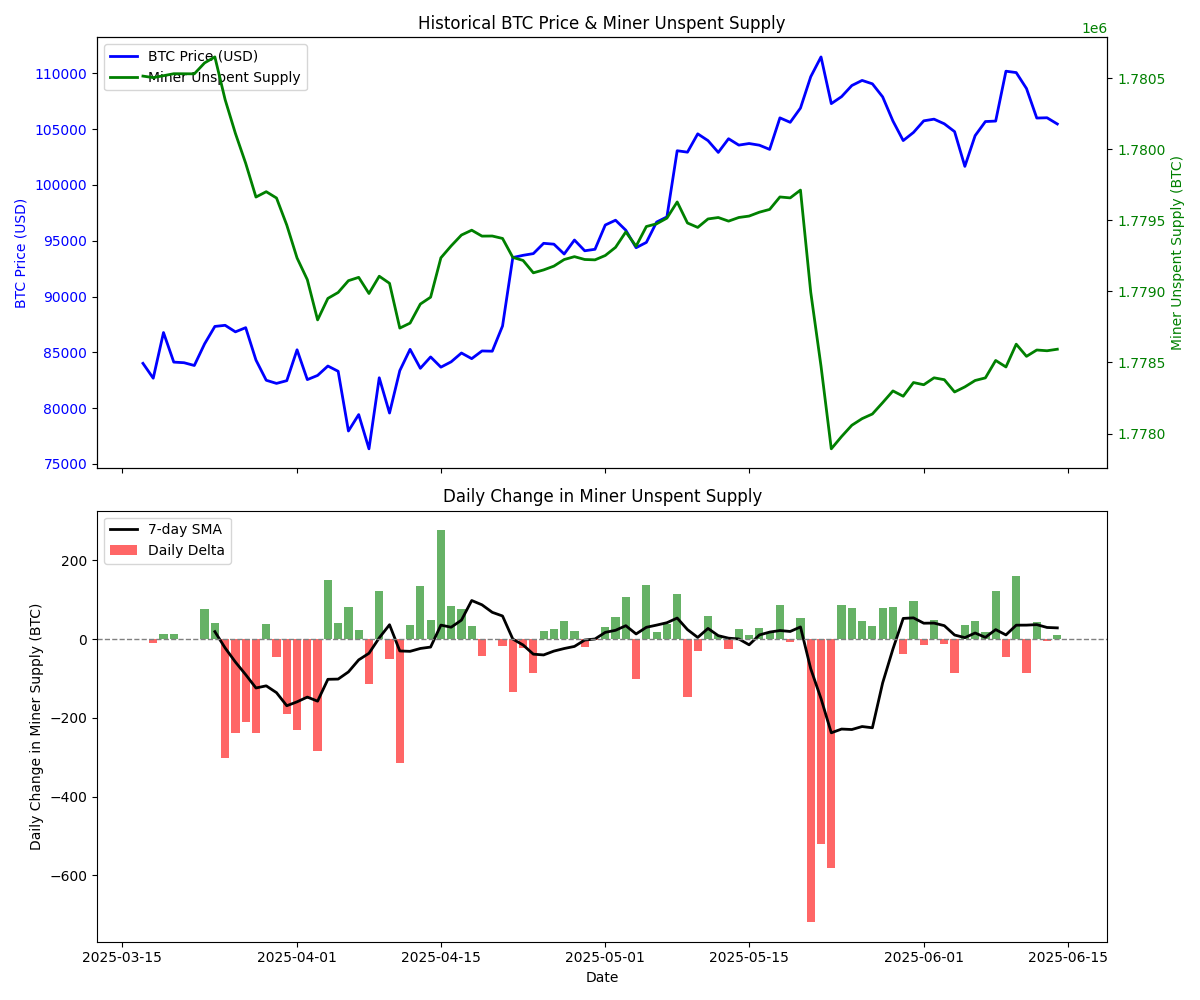 Historical BTC Price & Miner Unspent Supply
1e6
BTC Price (USD)
Miner Unspent Supply
110000
105000
100000
95000
90000
85000
80000
75000
BTC Price (USD)
1.7805
1.7800
1.7795
1.7790
1.7785
1.7780
Miner Unspent Supply (BTC)
Daily Change in Miner Unspent Supply
7-day SMA
Daily Delta
200
0
−200
−400
−600
Daily Change in Miner Supply (BTC)
2025-03-15
2025-04-01
2025-04-15
2025-05-01
2025-05-15
2025-06-01
2025-06-15
Date